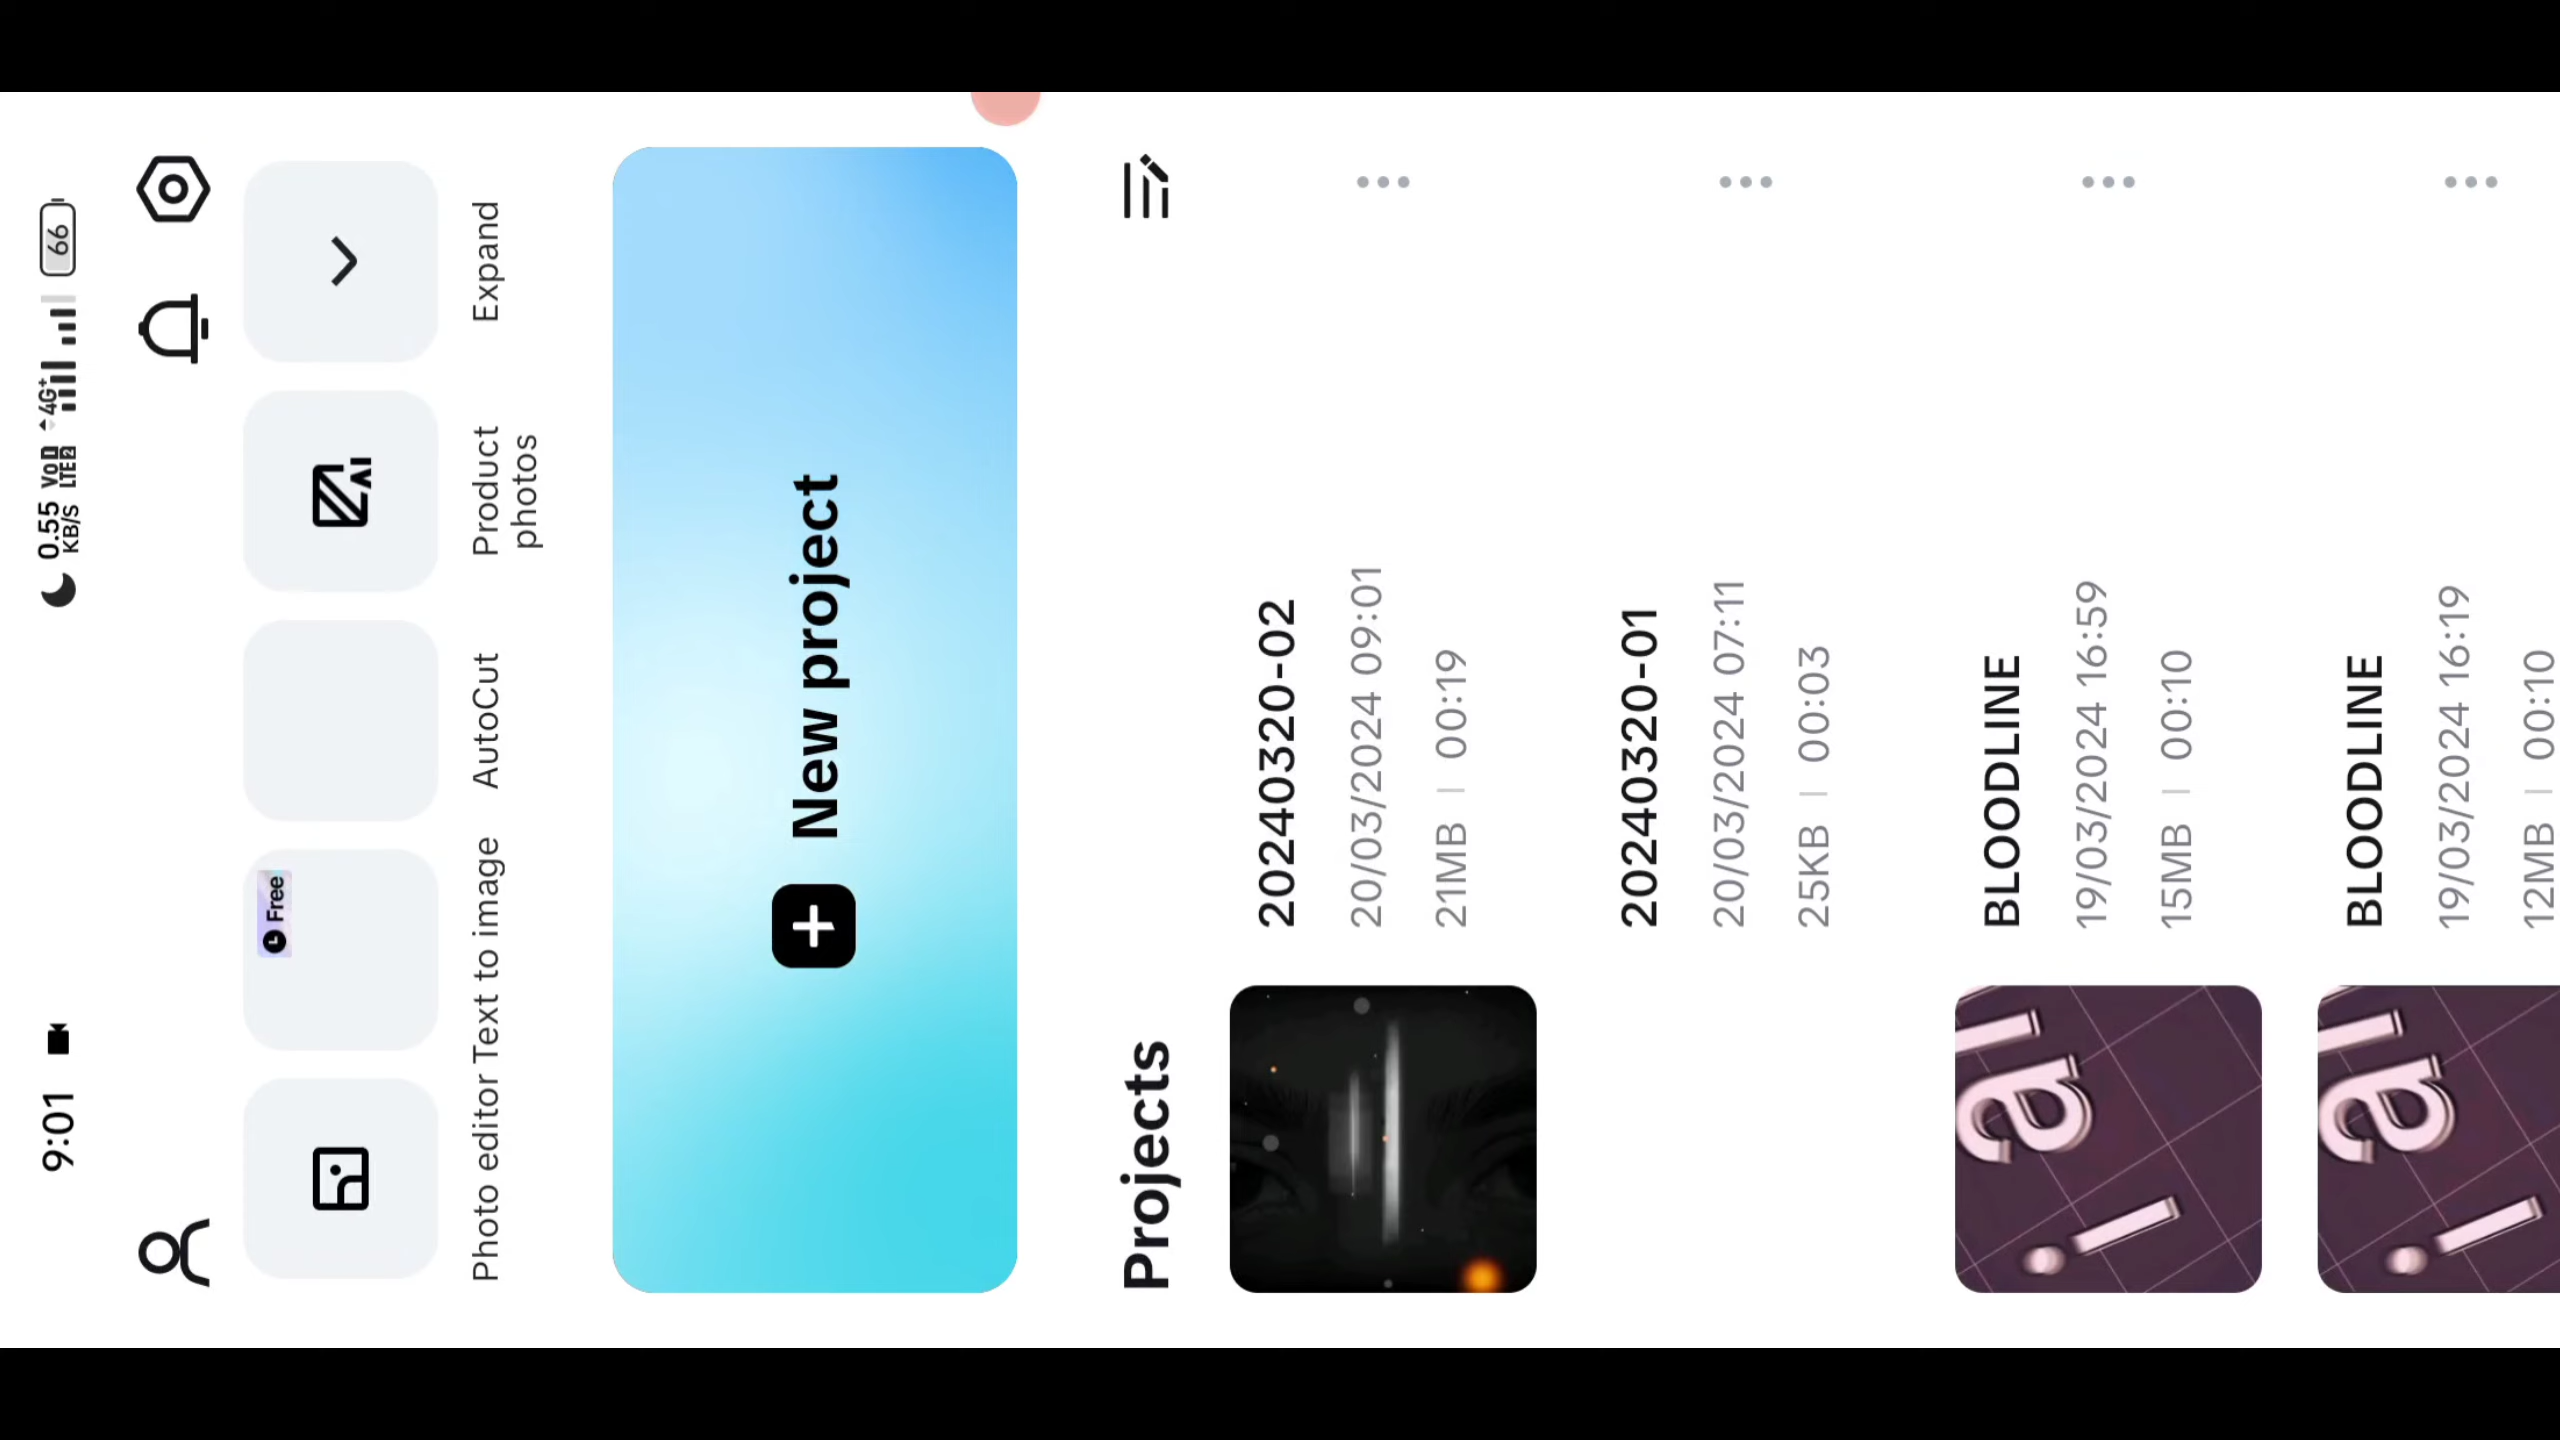 9:01
0.55 KB/S VoD LTE2 4G+ 66
Free
Photo editor
Text to image
AutoCut
Product photos
Expand
New project
Projects
20240320-02
20/03/2024 09:01
21MB | 00:19
20240320-01
20/03/2024 07:11
25KB | 00:03
BLOODLINE
19/03/2024 16:59
15MB | 00:10
BLOODLINE
19/03/2024 16:19
12MB | 00:10